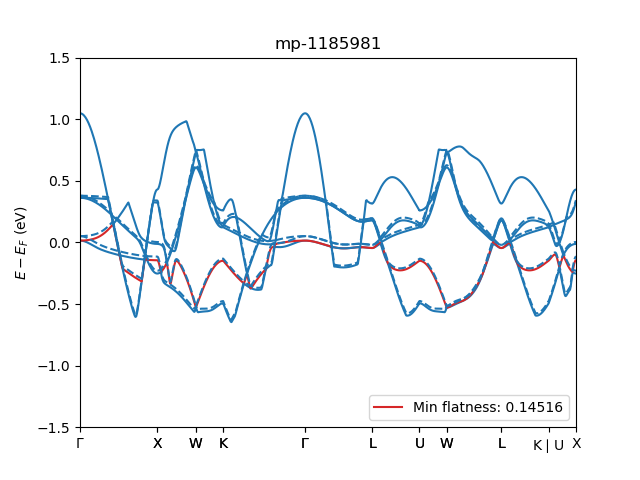 mp-1185981
E − E_F (eV)
1.5
1.0
0.5
0.0
−0.5
−1.0
−1.5
Min flatness: 0.14516
Γ X W K Γ L U W L K | U X